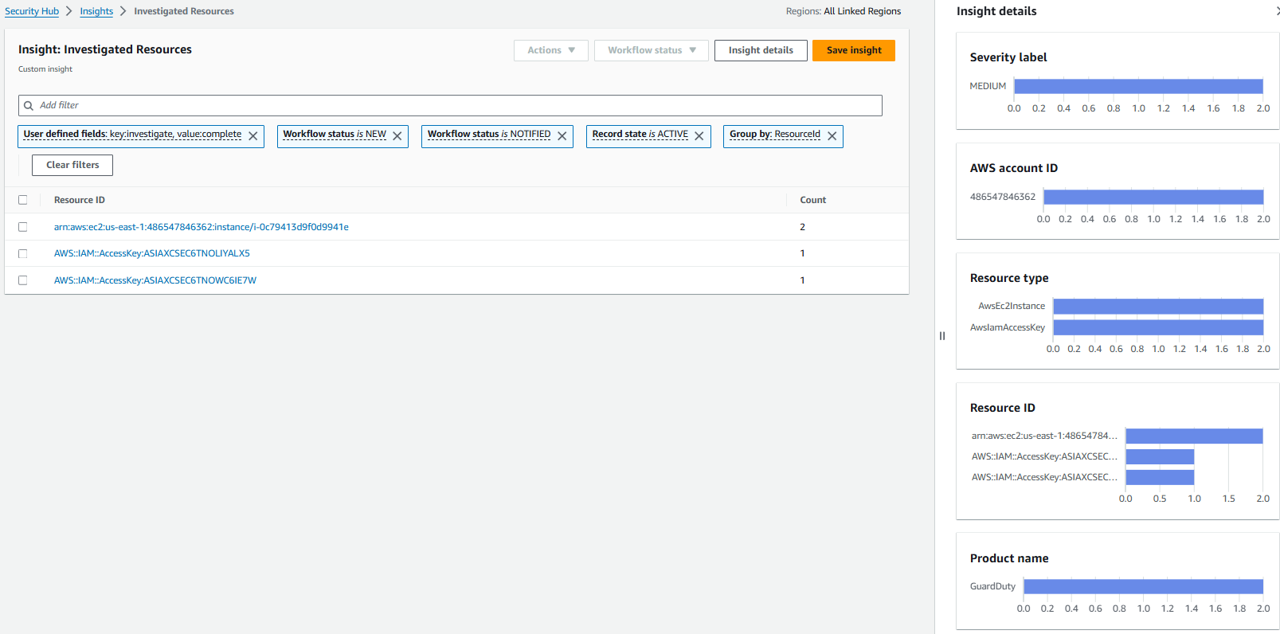 Security Hub > Insights > Investigated Resources
Regions: All Linked Regions
Insight: Investigated Resources
Custom insight
Actions ▼
Workflow status ▼
Insight details
Save insight
Add filter
User defined fields: key:investigate, value:complete
Workflow status is NEW
Workflow status is NOTIFIED
Record state is ACTIVE
Group by: ResourceId
Clear filters
Resource ID Count
arn:aws:ec2:us-east-1:486547846362:instance/i-0c79413d9f0d9941e 2
AWS::IAM::AccessKey:ASIAXCSEC6TNOLIYALX5 1
AWS::IAM::AccessKey:ASIAXCSEC6TNOWC6IE7W 1
Insight details
Severity label
MEDIUM
0.0 0.2 0.4 0.6 0.8 1.0 1.2 1.4 1.6 1.8 2.0
AWS account ID
486547846362
0.0 0.2 0.4 0.6 0.8 1.0 1.2 1.4 1.6 1.8 2.0
Resource type
AwsEc2Instance
AwsIamAccessKey
0.0 0.2 0.4 0.6 0.8 1.0 1.2 1.4 1.6 1.8 2.0
Resource ID
arn:aws:ec2:us-east-1:48654784...
AWS::IAM::AccessKey:ASIAXCSEC...
AWS::IAM::AccessKey:ASIAXCSEC...
0.0 0.5 1.0 1.5 2.0
Product name
GuardDuty
0.0 0.2 0.4 0.6 0.8 1.0 1.2 1.4 1.6 1.8 2.0